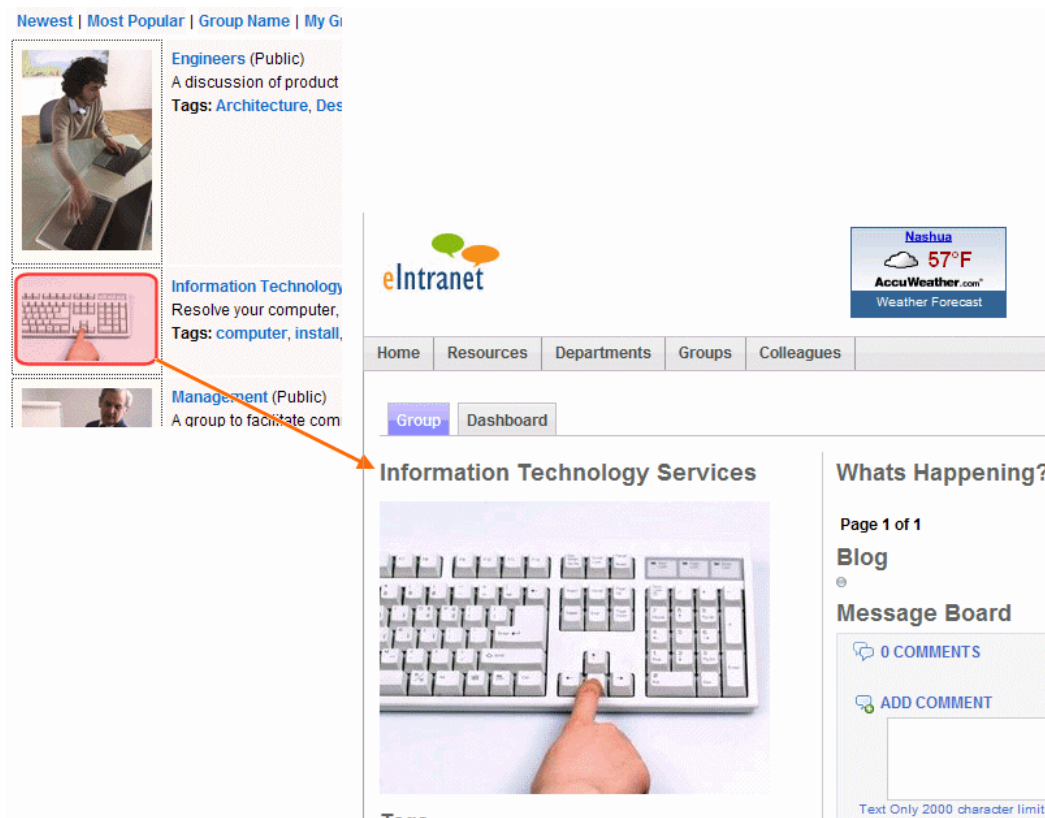 Newest | Most Popular | Group Name | My
Engineers (Public)
A discussion of product
Tags: Architecture, Des
Information Technology
Resolve your computer,
Tags: computer, install,
Management (Public)
A group to facilitate com
eIntranet
Nashua
57°F
AccuWeather.com
Weather Forecast
Home Resources Departments Groups Colleagues
Group Dashboard
Information Technology Services
Whats Happening?
Page 1 of 1
Blog
Message Board
0 COMMENTS
ADD COMMENT
Text Only 2000 character limit